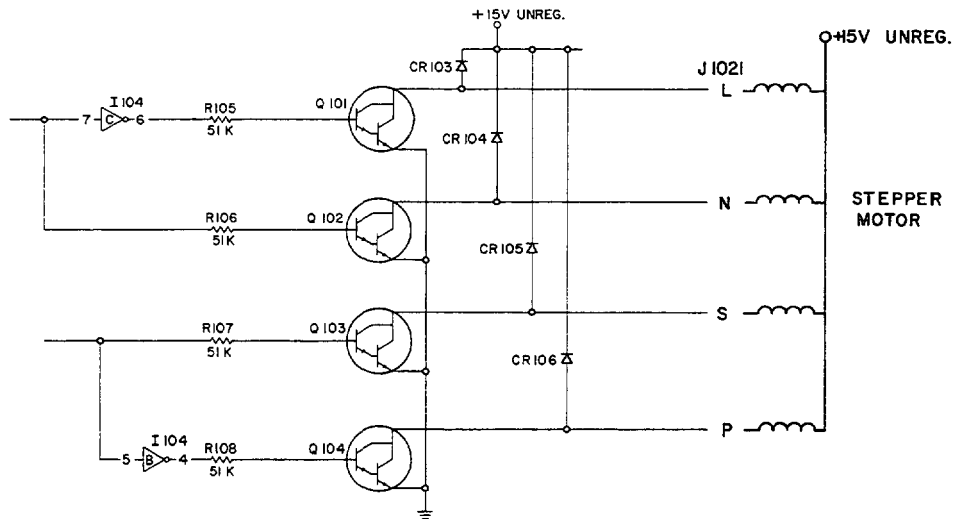 +15V UNREG.
+15V UNREG.
CR103
J1021
I104
R105
Q101
L
7 C 6
51K
CR104
R106
Q102
N
STEPPER
MOTOR
51K
CR105
R107
Q103
S
51K
CR106
I104
R108
Q104
P
5 B 4
51K